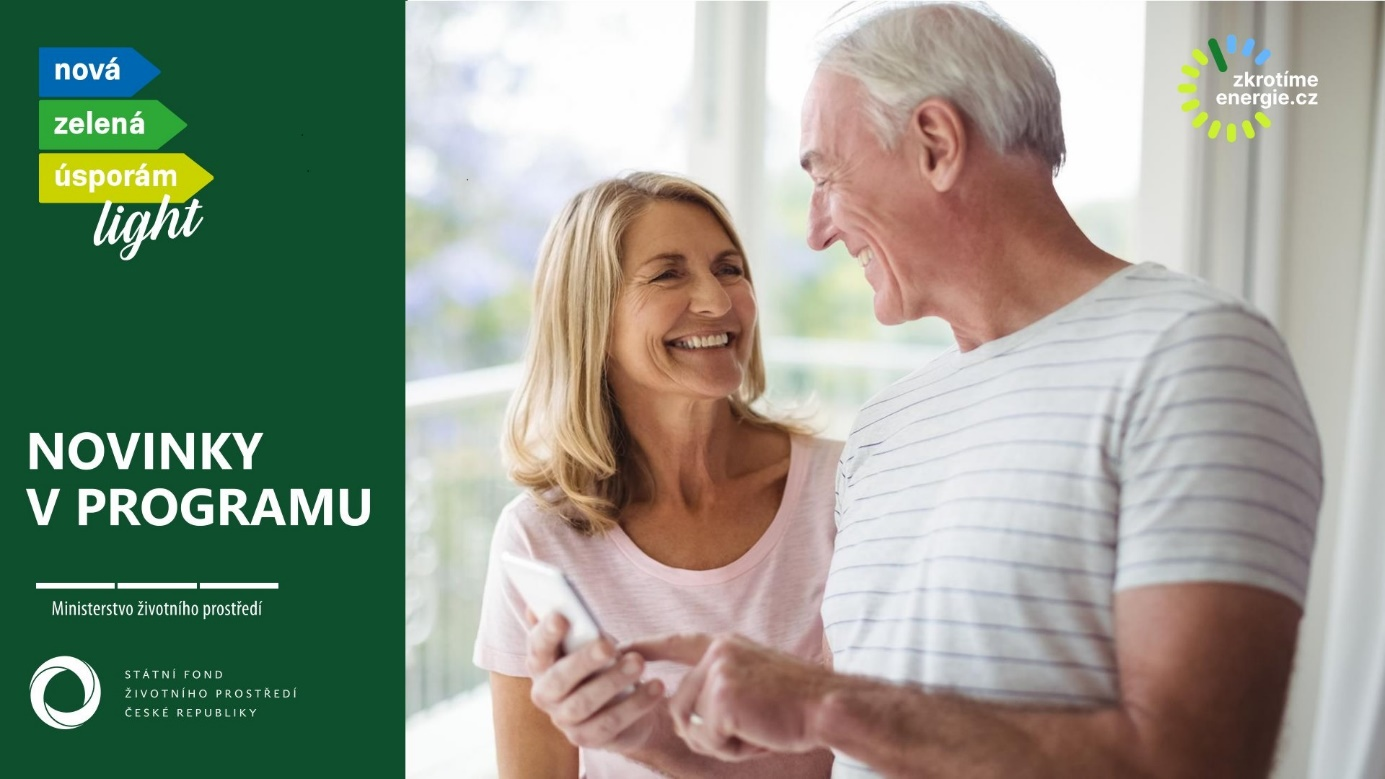 nová
zelená
úsporám
light
zkrotíme
energie.cz
NOVINKY
V PROGRAMU
Ministerstvo životního prostředí
STÁTNÍ FOND
ŽIVOTNÍHO PROSTŘEDÍ
ČESKÉ REPUBLIKY